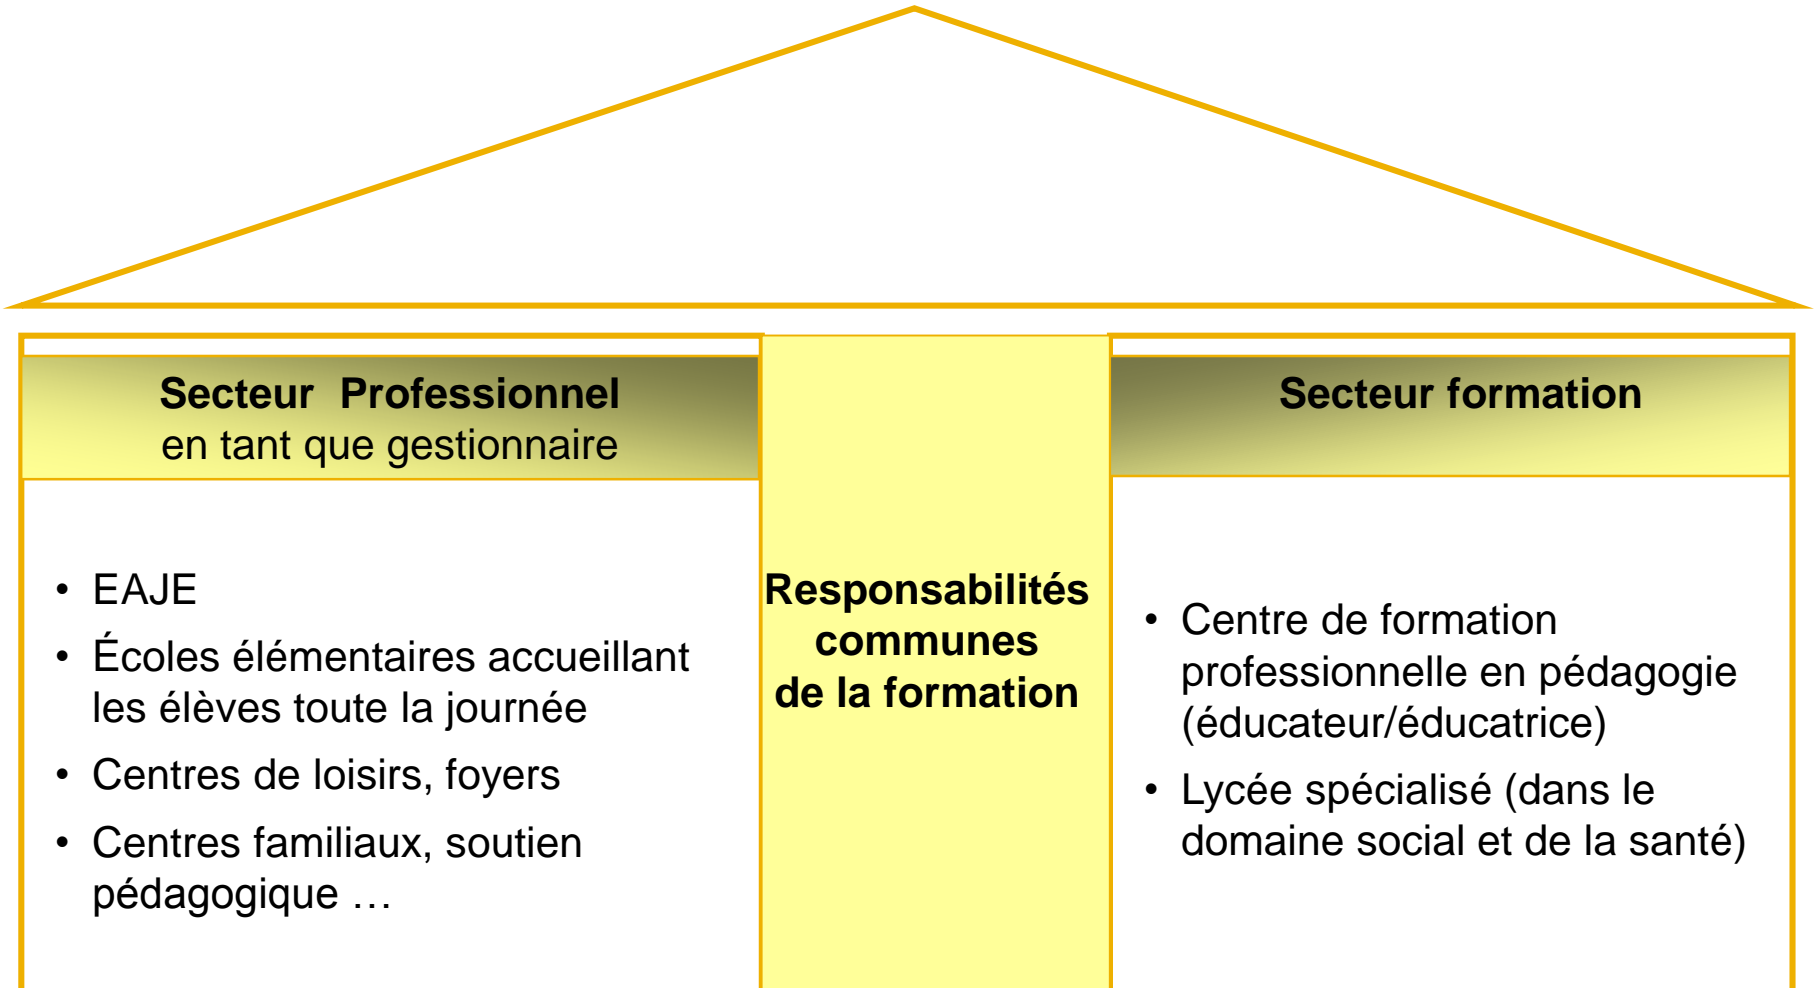 Secteur  Professionnel
en tant que gestionnaire
• EAJE
• Écoles élémentaires accueillant
les élèves toute la journée
• Centres de loisirs, foyers
• Centres familiaux, soutien
pédagogique …
Responsabilités
communes
de la formation
Secteur formation
• Centre de formation
professionnelle en pédagogie
(éducateur/éducatrice)
• Lycée spécialisé (dans le
domaine social et de la santé)